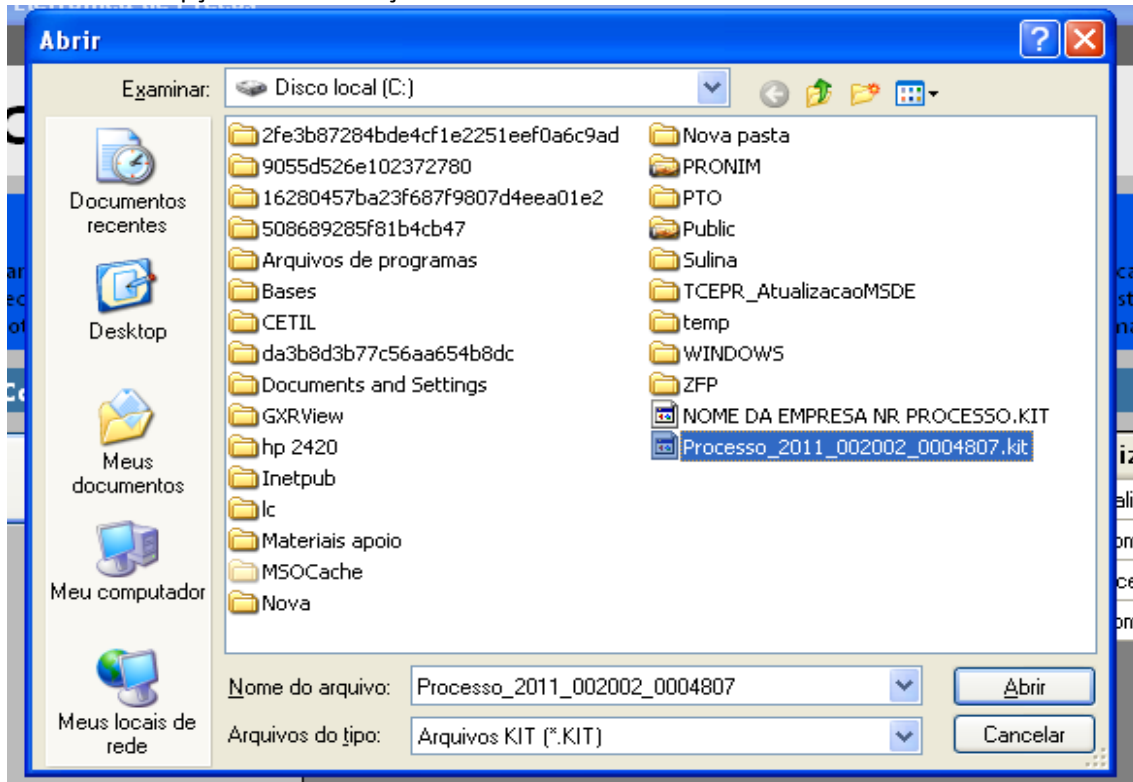 Abrir
Examinar:
Disco local (C:)
Documentos recentes
Desktop
Meus documentos
Meu computador
Meus locais de rede
2fe3b87284bde4cf1e2251eef0a6c9ad
9055d526e102372780
16280457ba23f687f9807d4eea01e2
508689285f81b4cb47
Arquivos de programas
Bases
CETIL
da3b8d3b77c56aa654b8dc
Documents and Settings
GXRView
hp 2420
Inetpub
lc
Materiais apoio
MSOCache
Nova
Nova pasta
PRONIM
PTO
Public
Sulina
TCEPR_AtualizacaoMSDE
temp
WINDOWS
ZFP
NOME DA EMPRESA NR PROCESSO.KIT
Processo_2011_002002_0004807.kit
Nome do arquivo:
Processo_2011_002002_0004807
Abrir
Arquivos do tipo:
Arquivos KIT (*.KIT)
Cancelar